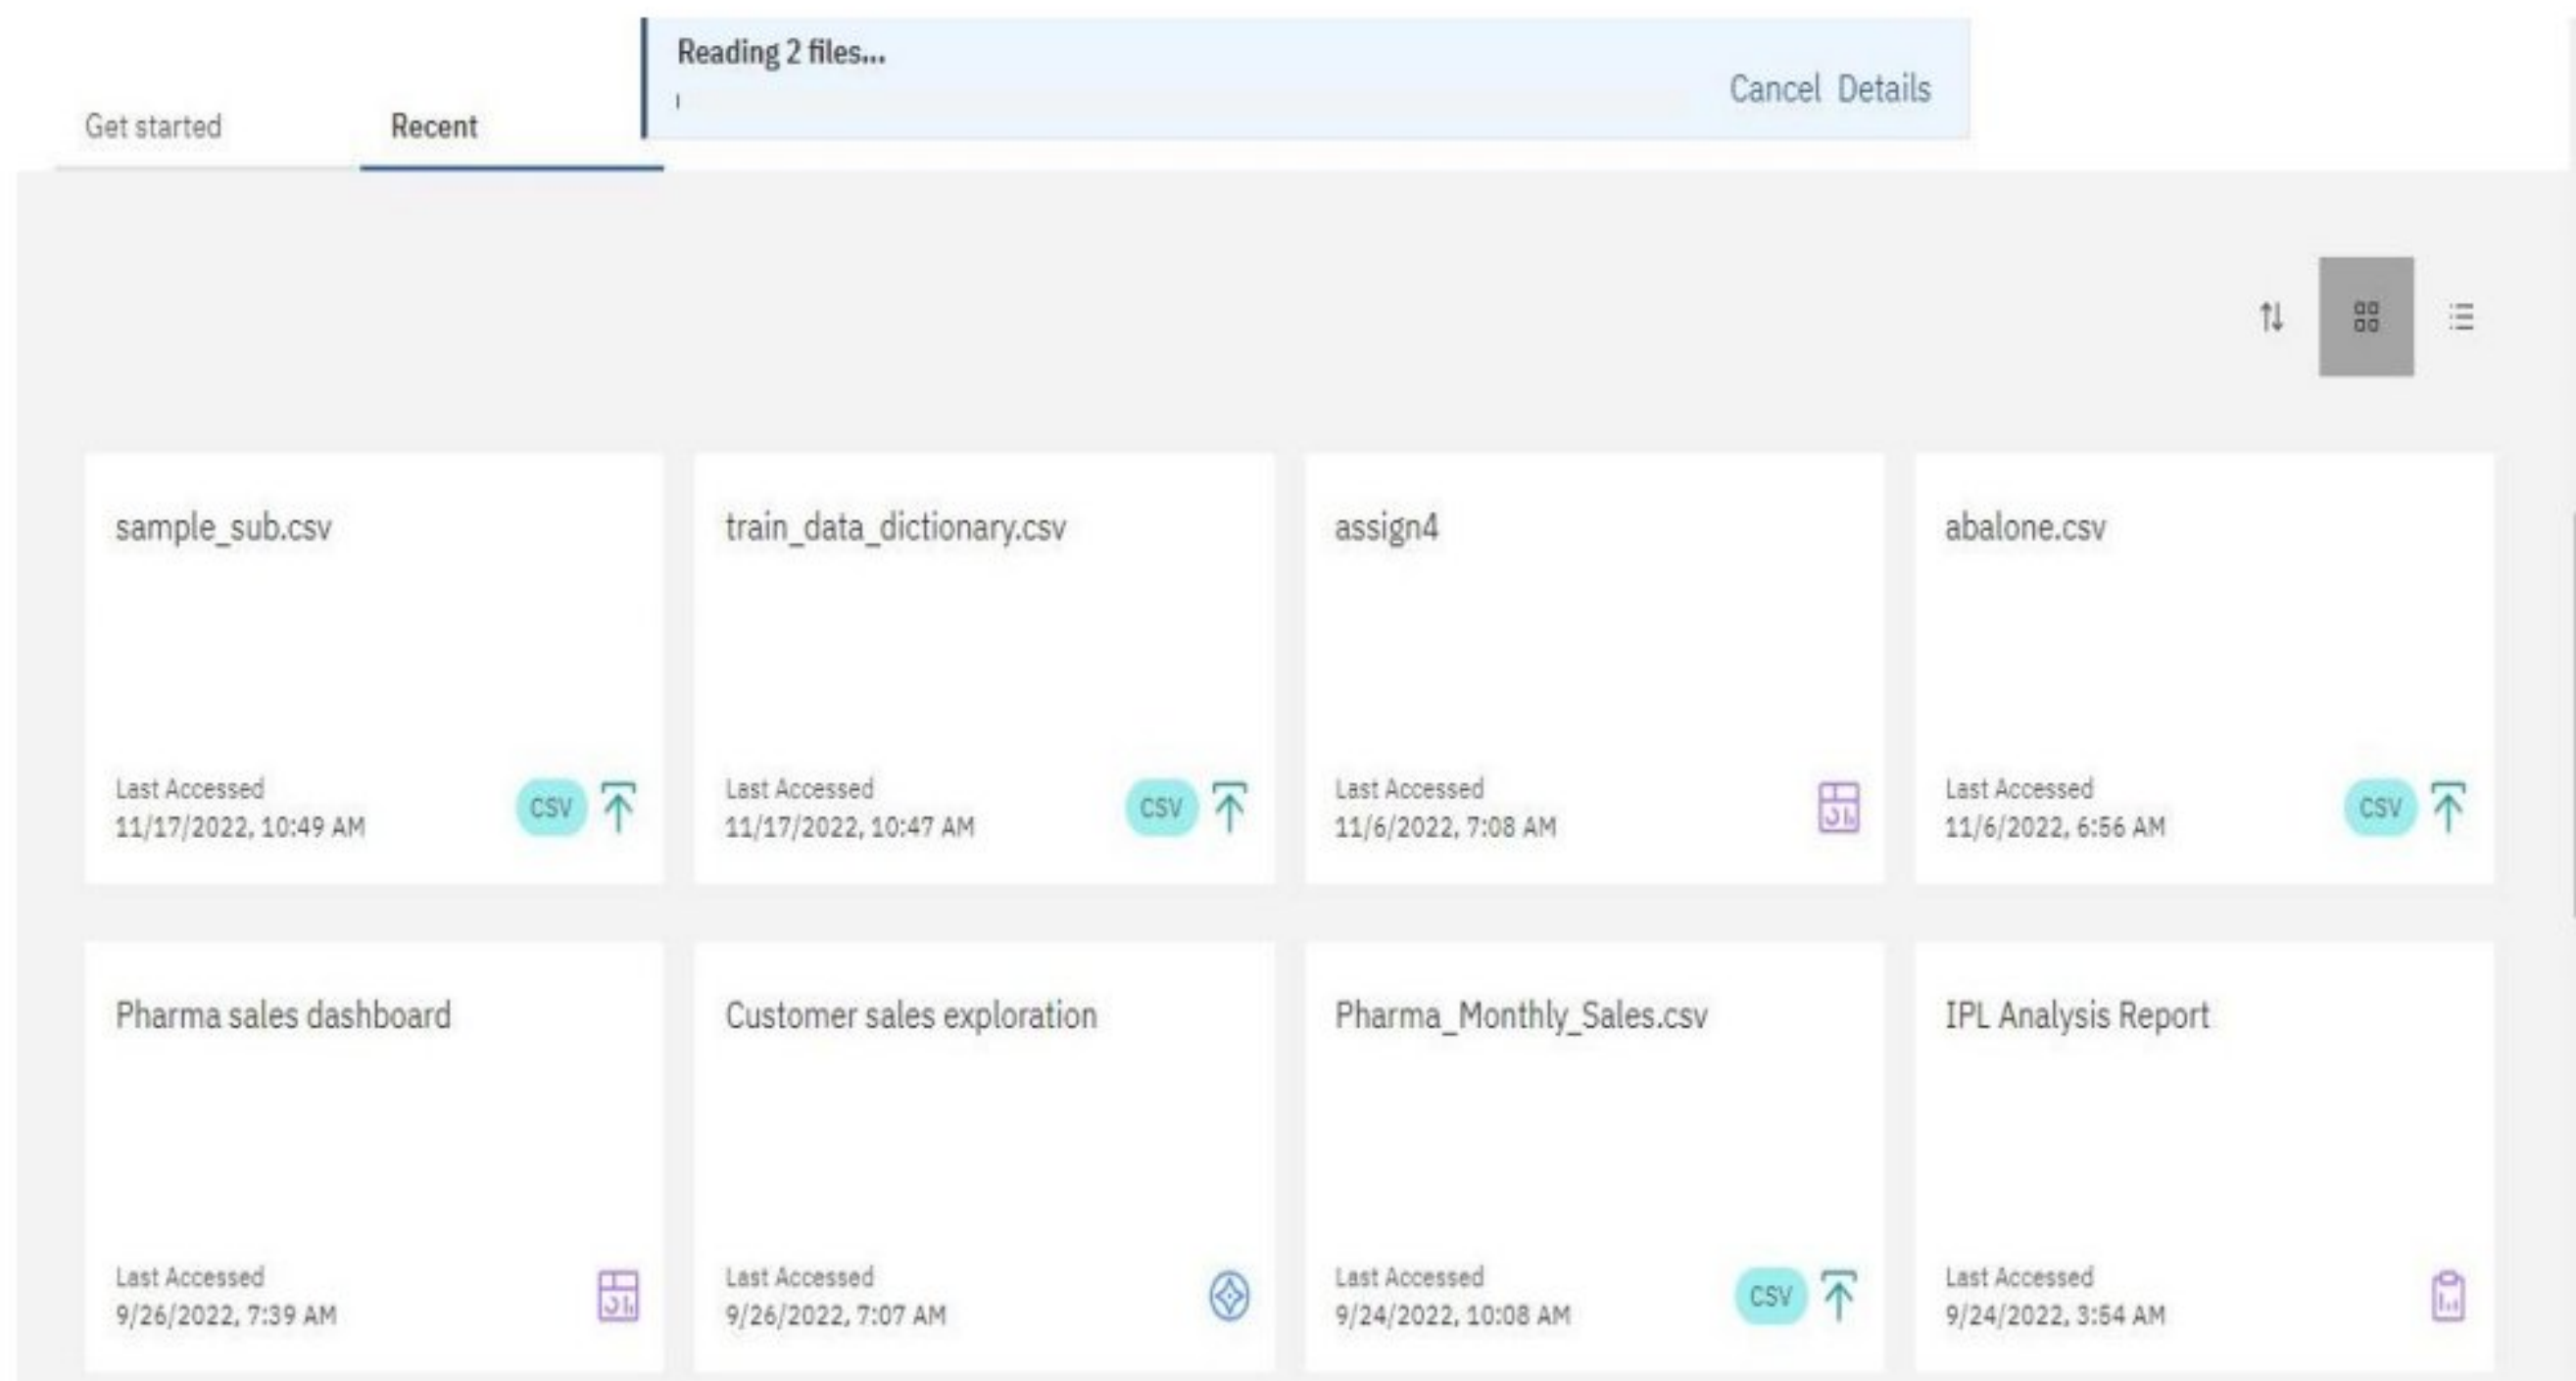 Reading 2 files...
Cancel Details
Get started Recent
sample_sub.csv
Last Accessed
11/17/2022, 10:49 AM
CSV
train_data_dictionary.csv
Last Accessed
11/17/2022, 10:47 AM
CSV
assign4
Last Accessed
11/6/2022, 7:08 AM
abalone.csv
Last Accessed
11/6/2022, 6:56 AM
CSV
Pharma sales dashboard
Last Accessed
9/26/2022, 7:39 AM
Customer sales exploration
Last Accessed
9/26/2022, 7:07 AM
Pharma_Monthly_Sales.csv
Last Accessed
9/24/2022, 10:08 AM
CSV
IPL Analysis Report
Last Accessed
9/24/2022, 3:54 AM